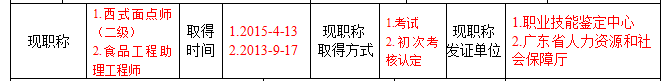 现职称
1.西式面点师
（二级）
2.食品工程助
理工程师
取得
时间
1.2015-4-13
2.2013-9-17
现职称
取得方式
1.考试
2.初次考
核认定
现职称
发证单位
1.职业技能鉴定中心
2.广东省人力资源和社
会保障厅